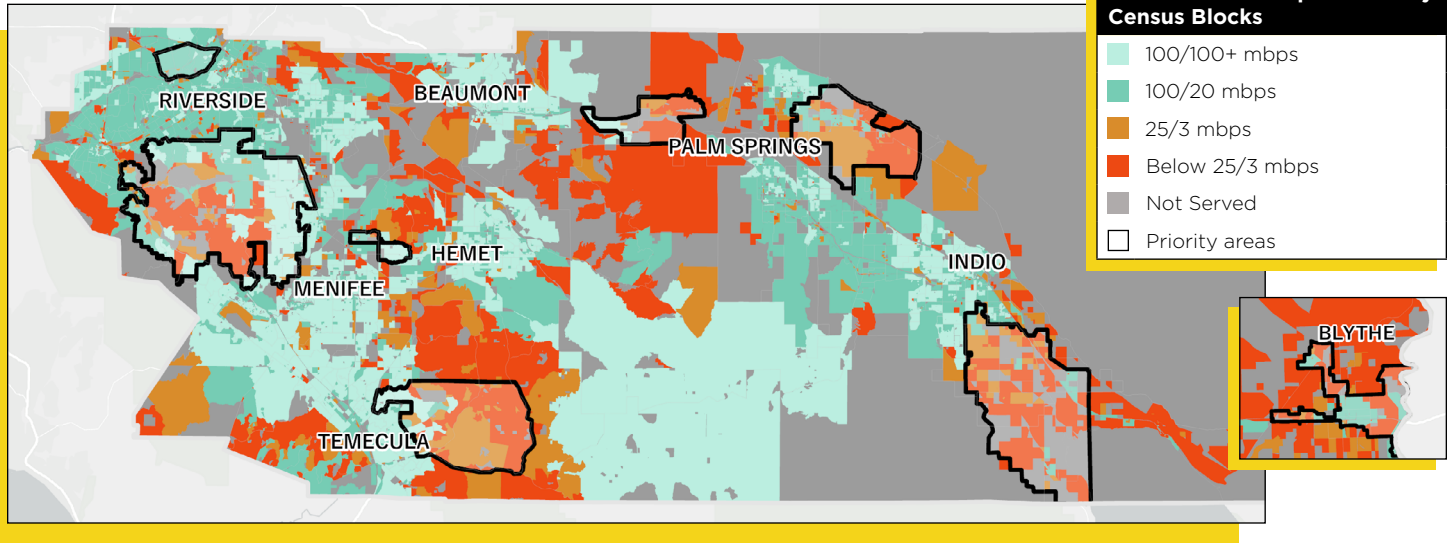 Census Blocks
100/100+ mbps
100/20 mbps
25/3 mbps
Below 25/3 mbps
Not Served
Priority areas
RIVERSIDE
BEAUMONT
PALM SPRINGS
HEMET
INDIO
MENIFEE
TEMECULA
BLYTHE